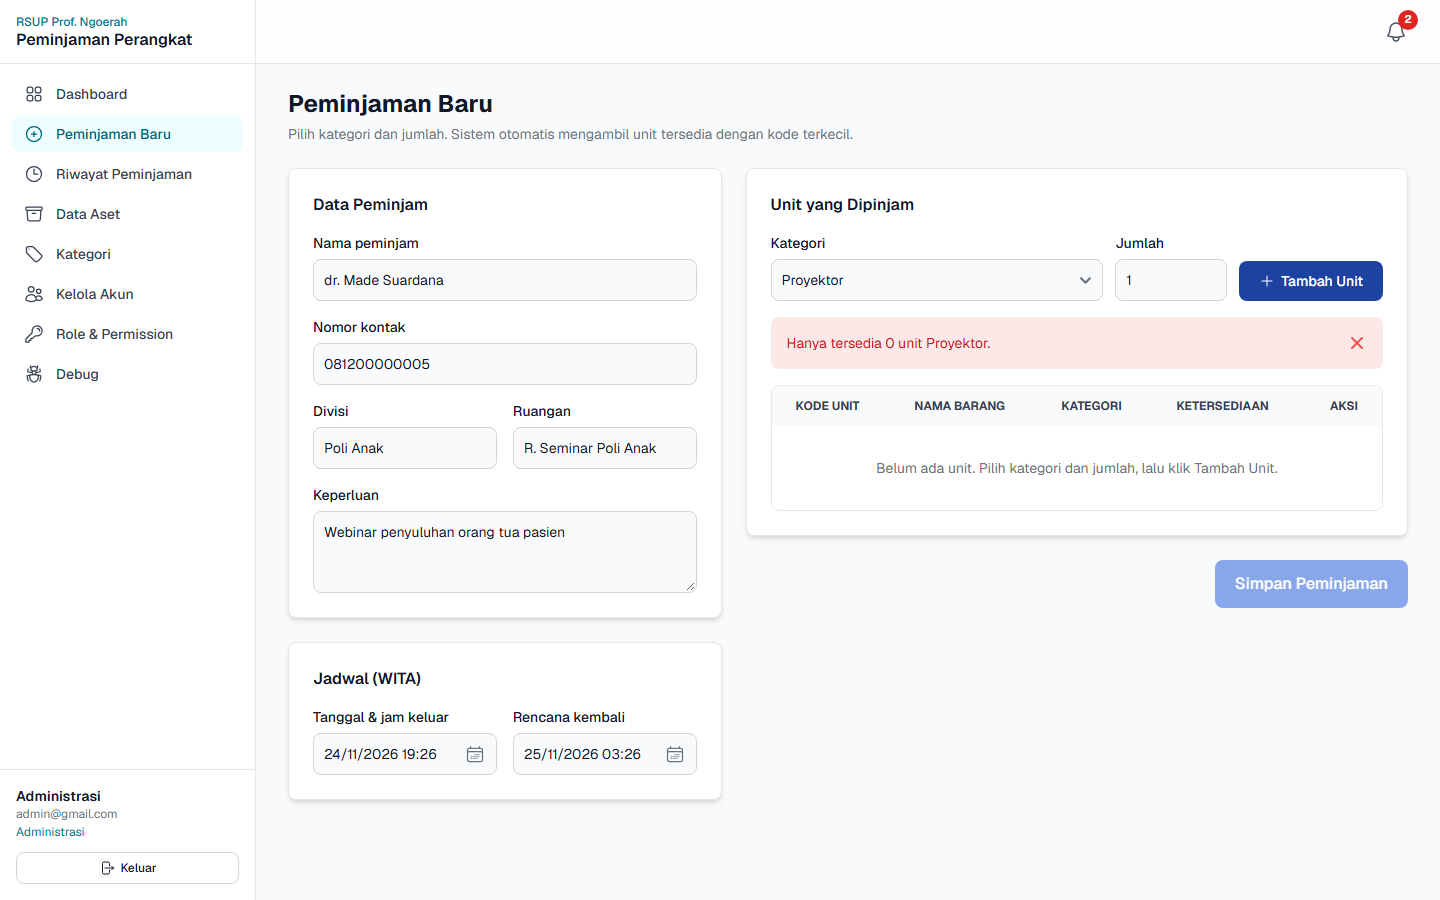 RSUP Prof. Ngoerah
Peminjaman Perangkat
2
Dashboard
Peminjaman Baru
Riwayat Peminjaman
Data Aset
Kategori
Kelola Akun
Role & Permission
Debug
Administrasi
admin@gmail.com
Administrasi
Keluar
Peminjaman Baru
Pilih kategori dan jumlah. Sistem otomatis mengambil unit tersedia dengan kode terkecil.
Data Peminjam
Nama peminjam
dr. Made Suardana
Nomor kontak
081200000005
Divisi Ruangan
Poli Anak R. Seminar Poli Anak
Keperluan
Webinar penyuluhan orang tua pasien
Jadwal (WITA)
Tanggal & jam keluar Rencana kembali
24/11/2026 19:26 25/11/2026 03:26
Unit yang Dipinjam
Kategori Jumlah
Proyektor 1 Tambah Unit
Hanya tersedia 0 unit Proyektor.
KODE UNIT NAMA BARANG KATEGORI KETERSEDIAAN AKSI
Belum ada unit. Pilih kategori dan jumlah, lalu klik Tambah Unit.
Simpan Peminjaman